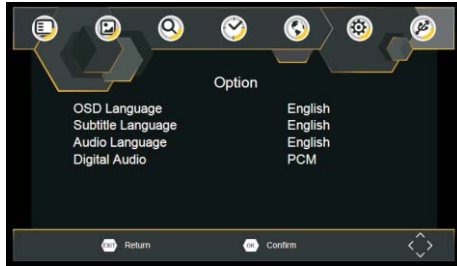 Option
OSD Language English
Subtitle Language English
Audio Language English
Digital Audio PCM
EXIT Return OK Confirm